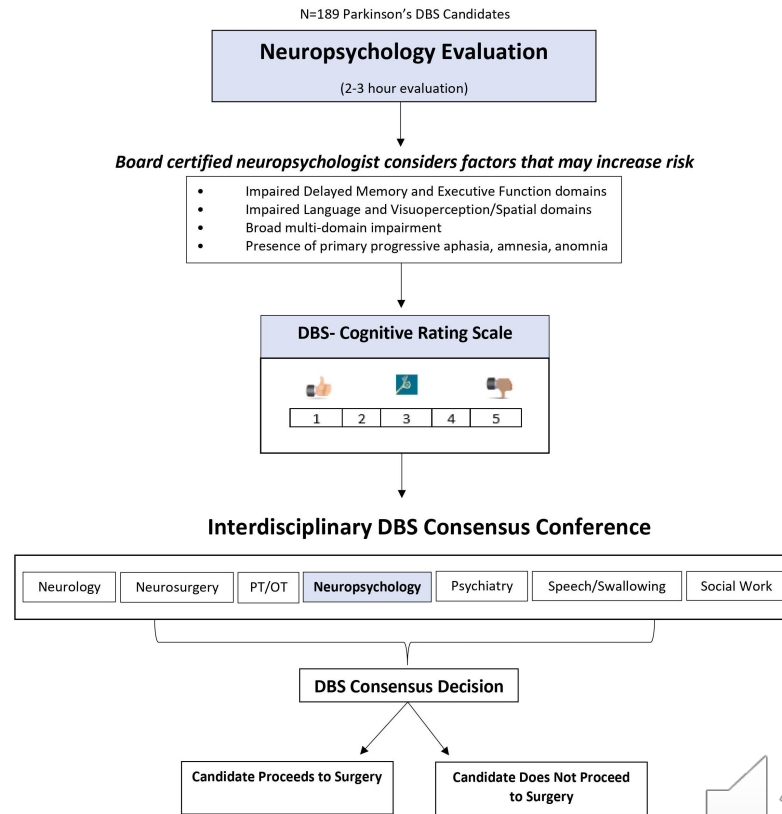 N=189 Parkinson's DBS Candidates
Neuropsychology Evaluation
(2-3 hour evaluation)
Board certified neuropsychologist considers factors that may increase risk
• Impaired Delayed Memory and Executive Function domains
• Impaired Language and Visuoperception/Spatial domains
• Broad multi-domain impairment
• Presence of primary progressive aphasia, amnesia, anomnia
DBS- Cognitive Rating Scale
1 2 3 4 5
Interdisciplinary DBS Consensus Conference
Neurology Neurosurgery PT/OT Neuropsychology Psychiatry Speech/Swallowing Social Work
DBS Consensus Decision
Candidate Proceeds to Surgery
Candidate Does Not Proceed
to Surgery